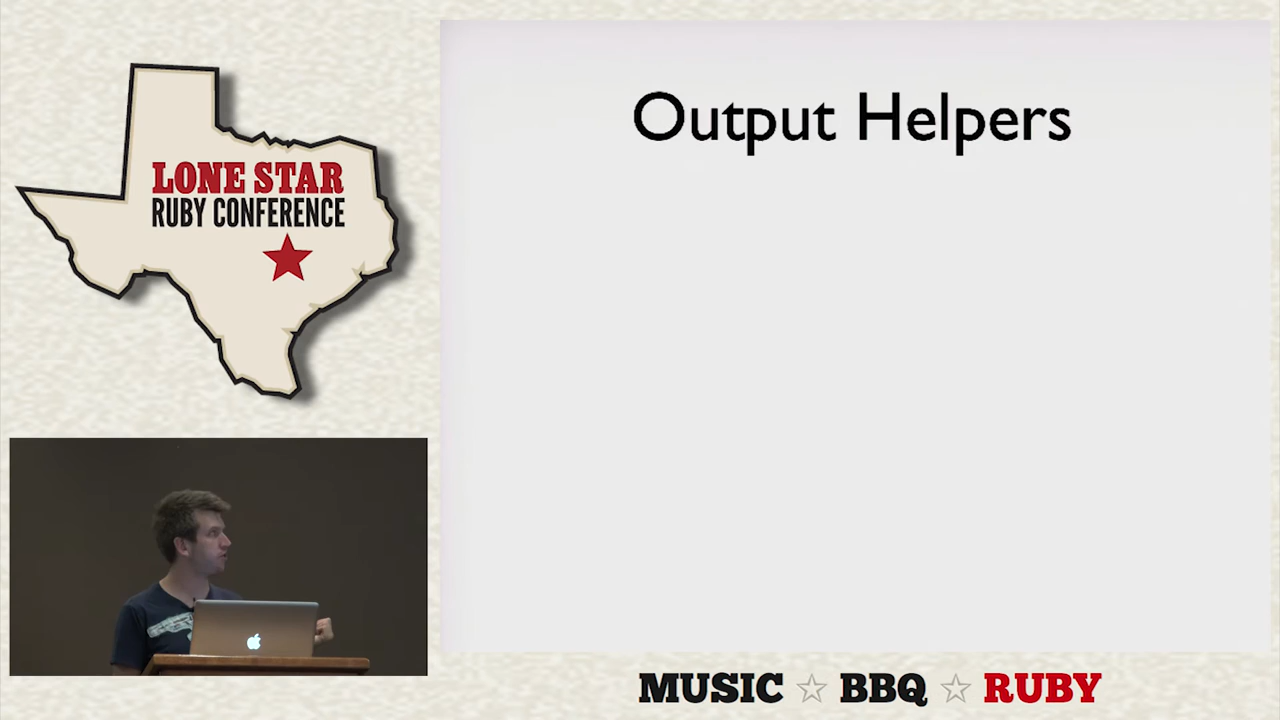 LONE STAR
RUBY CONFERENCE
Output Helpers
MUSIC ☆ BBQ ☆ RUBY